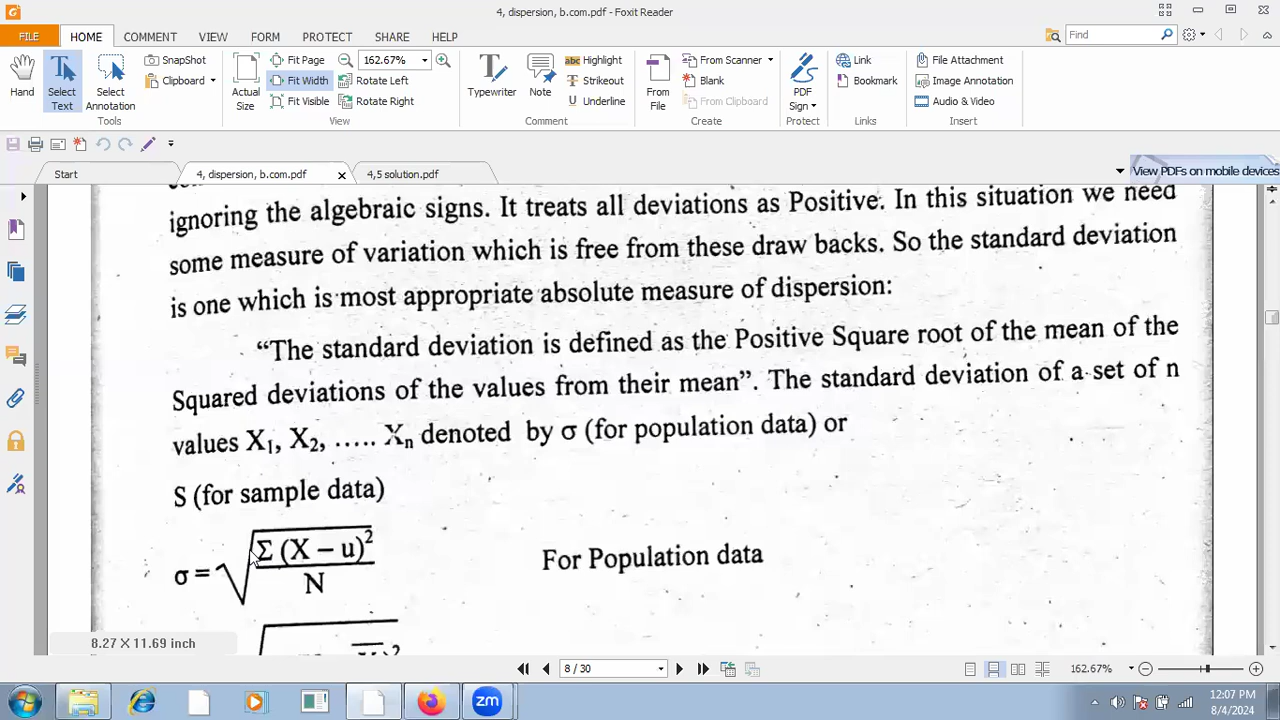 4, dispersion, b.com.pdf - Foxit Reader
FILE HOME COMMENT VIEW FORM PROTECT SHARE HELP
Find
Hand
Select Text
Select Annotation
SnapShot
Clipboard
Tools
Actual Size
Fit Page
Fit Width
Fit Visible
162.67%
Rotate Left
Rotate Right
View
Typewriter
Note
Highlight
Strikeout
Underline
Comment
From File
From Scanner
Blank
From Clipboard
Create
PDF Sign
Protect
Link
Bookmark
Links
File Attachment
Image Annotation
Audio & Video
Insert
Start
4, dispersion, b.com.pdf
4,5 solution.pdf
View PDFs on mobile devices
ignoring the algebraic signs. It treats all deviations as Positive. In this situation we need
some measure of variation which is free from these draw backs. So the standard deviation
is one which is most appropriate absolute measure of dispersion:
“The standard deviation is defined as the Positive Square root of the mean of the
Squared deviations of the values from their mean”. The standard deviation of a set of n
values X₁, X₂, ..... Xₙ denoted by σ (for population data) or
S (for sample data)
σ = √ Σ (X – u)² / N For Population data
8.27 X 11.69 inch
8 / 30
162.67%
zm
12:07 PM
8/4/2024